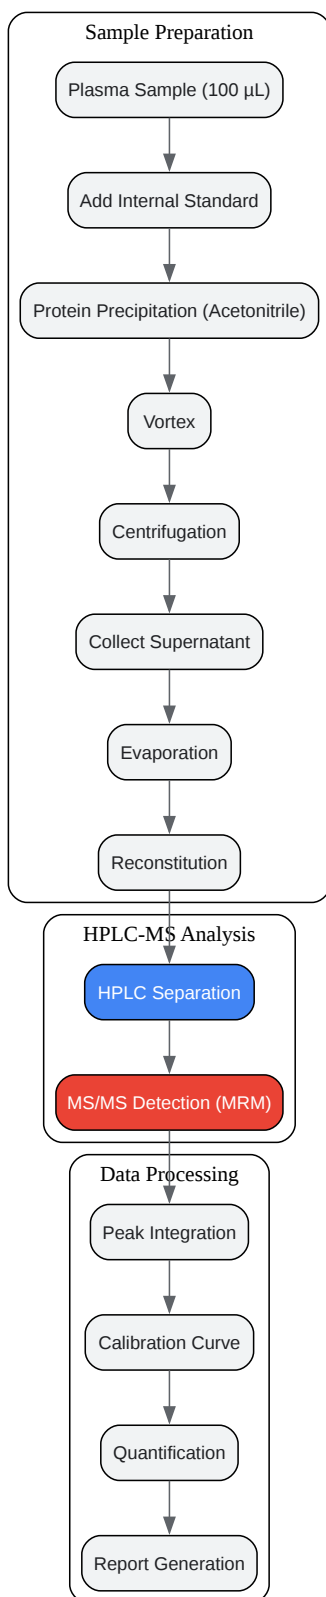 Sample Preparation
Plasma Sample (100 µL)
Add Internal Standard
Protein Precipitation (Acetonitrile)
Vortex
Centrifugation
Collect Supernatant
Evaporation
Reconstitution
HPLC-MS Analysis
HPLC Separation
MS/MS Detection (MRM)
Data Processing
Peak Integration
Calibration Curve
Quantification
Report Generation